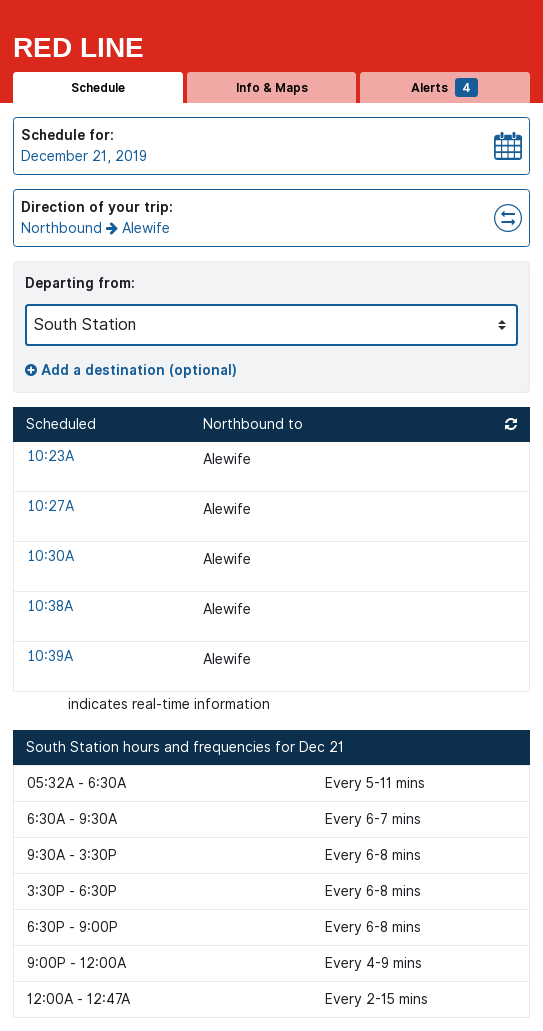 RED LINE
Schedule
Info & Maps
Alerts 4
Schedule for:
December 21, 2019
Direction of your trip:
Northbound Alewife
Departing from:
South Station
Add a destination (optional)
Scheduled Northbound to
10:23A Alewife
10:27A Alewife
10:30A Alewife
10:38A Alewife
10:39A Alewife
indicates real-time information
South Station hours and frequencies for Dec 21
05:32A - 6:30A Every 5-11 mins
6:30A - 9:30A Every 6-7 mins
9:30A - 3:30P Every 6-8 mins
3:30P - 6:30P Every 6-8 mins
6:30P - 9:00P Every 6-8 mins
9:00P - 12:00A Every 4-9 mins
12:00A - 12:47A Every 2-15 mins